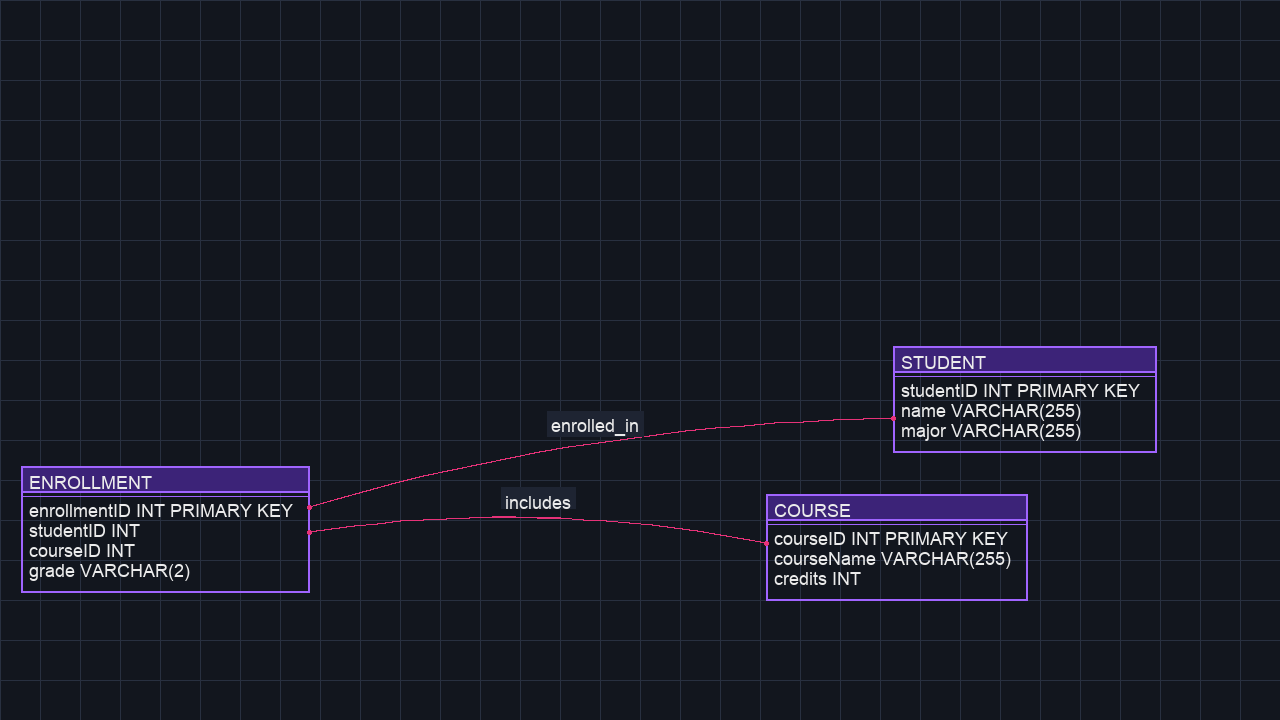 STUDENT
studentID INT PRIMARY KEY
name VARCHAR(255)
major VARCHAR(255)
enrolled_in
ENROLLMENT
enrollmentID INT PRIMARY KEY
studentID INT
courseID INT
grade VARCHAR(2)
includes
COURSE
courseID INT PRIMARY KEY
courseName VARCHAR(255)
credits INT